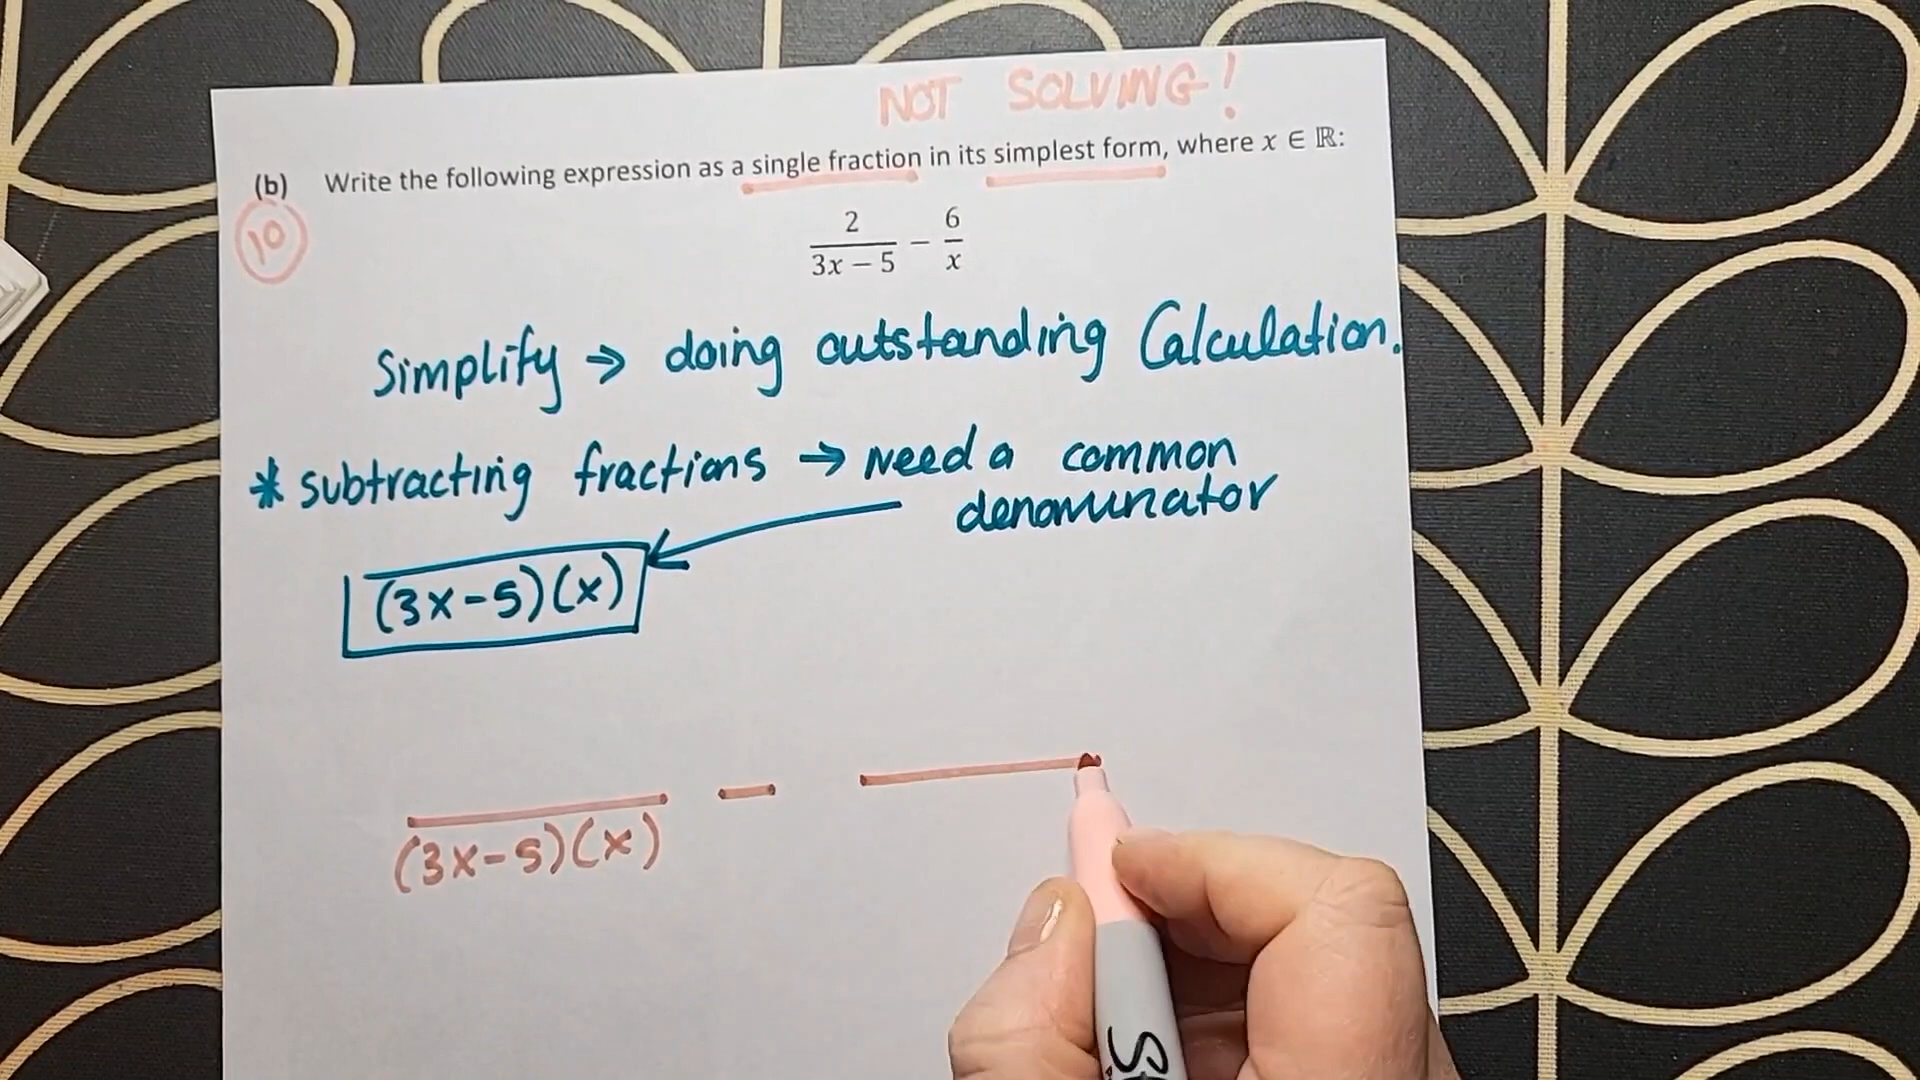 NOT SOLVING!
(b) Write the following expression as a single fraction in its simplest form, where x ∈ ℝ:
10
2 6
— − —
3x − 5 x
Simplify → doing outstanding Calculation.
* subtracting fractions → need a common
denominator
(3x-5)(x)
—
(3x-5)(x)